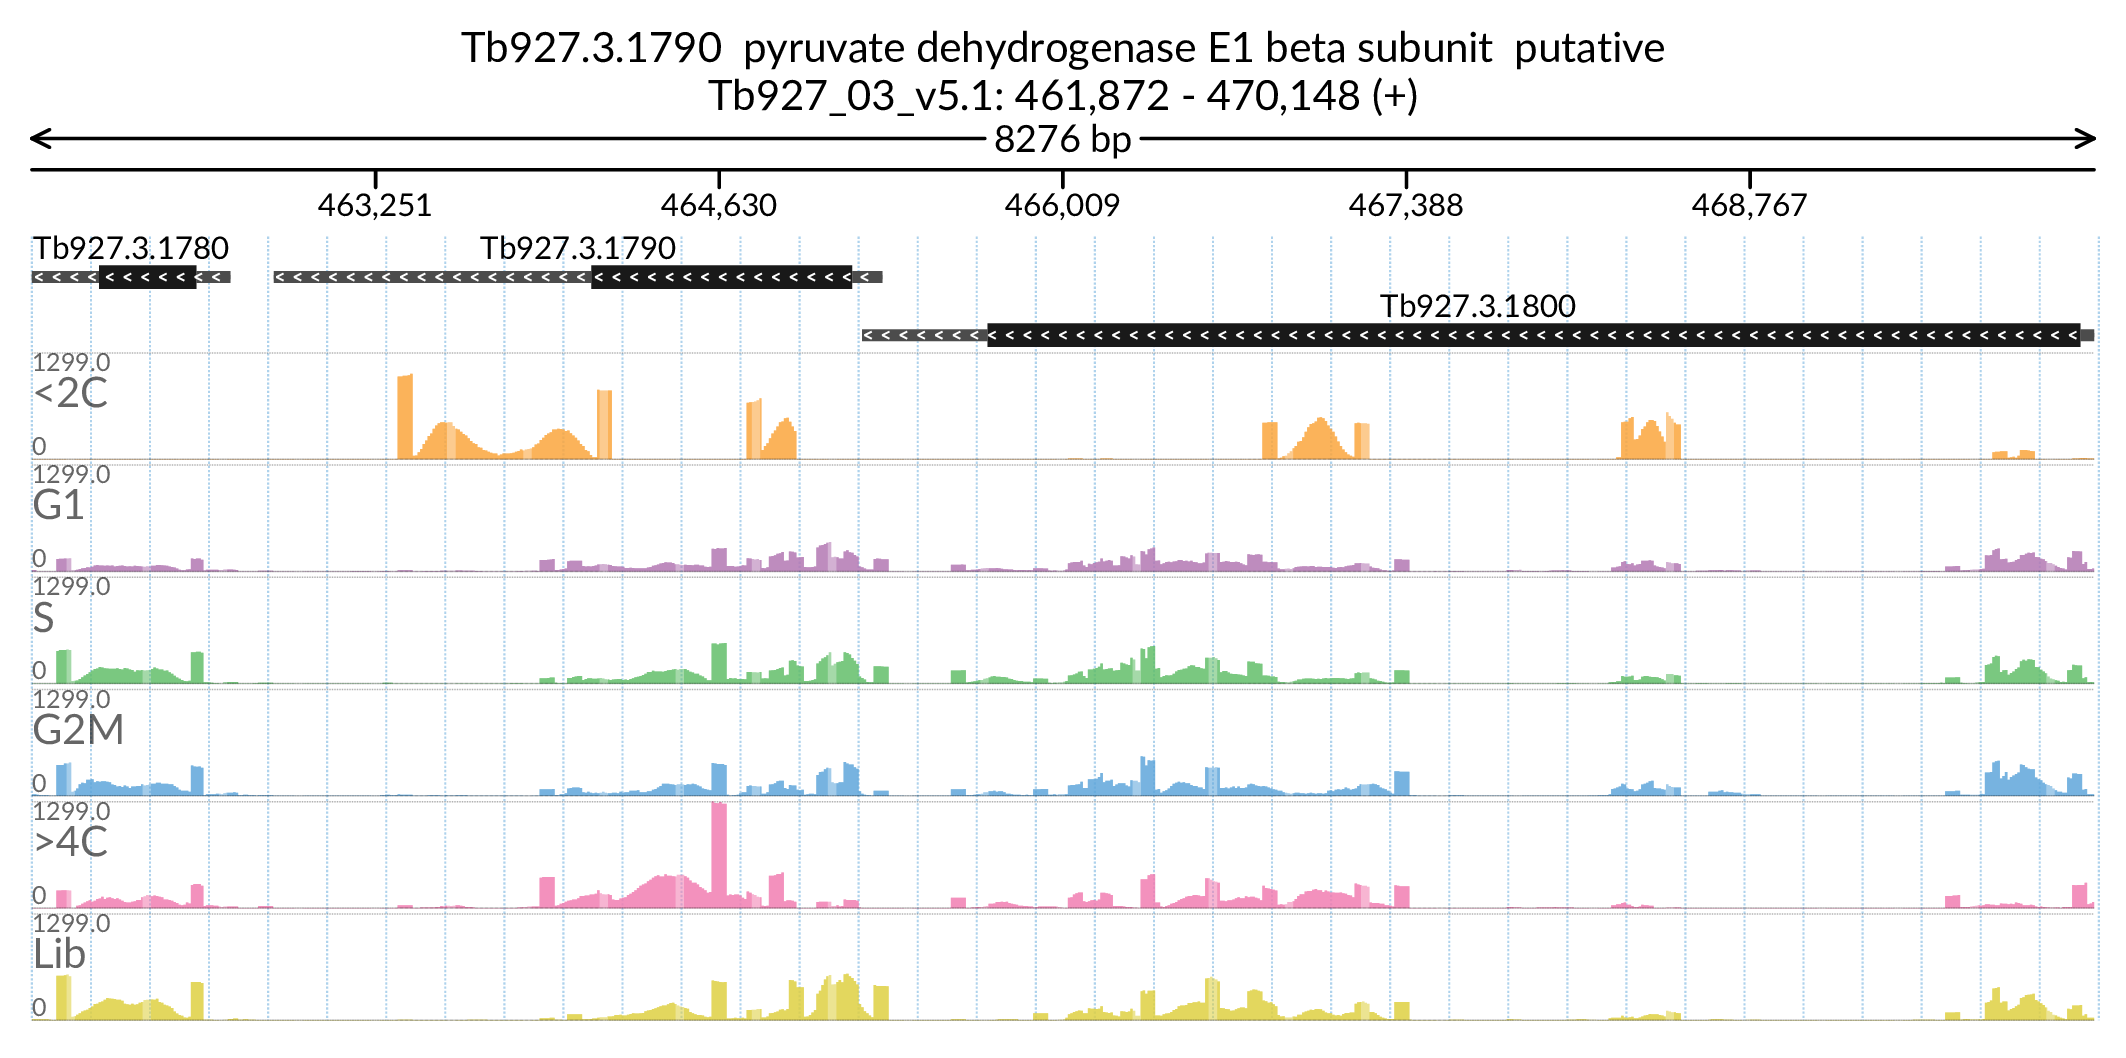 Tb927.3.1790 pyruvate dehydrogenase E1 beta subunit putative
Tb927_03_v5.1: 461,872 - 470,148 (+)
8276 bp
463,251 464,630 466,009 467,388 468,767
Tb927.3.1780 Tb927.3.1790
Tb927.3.1800
1299.0
<2C
0
1299.0
G1
0
1299.0
S
0
1299.0
G2M
0
1299.0
>4C
0
1299.0
Lib
0